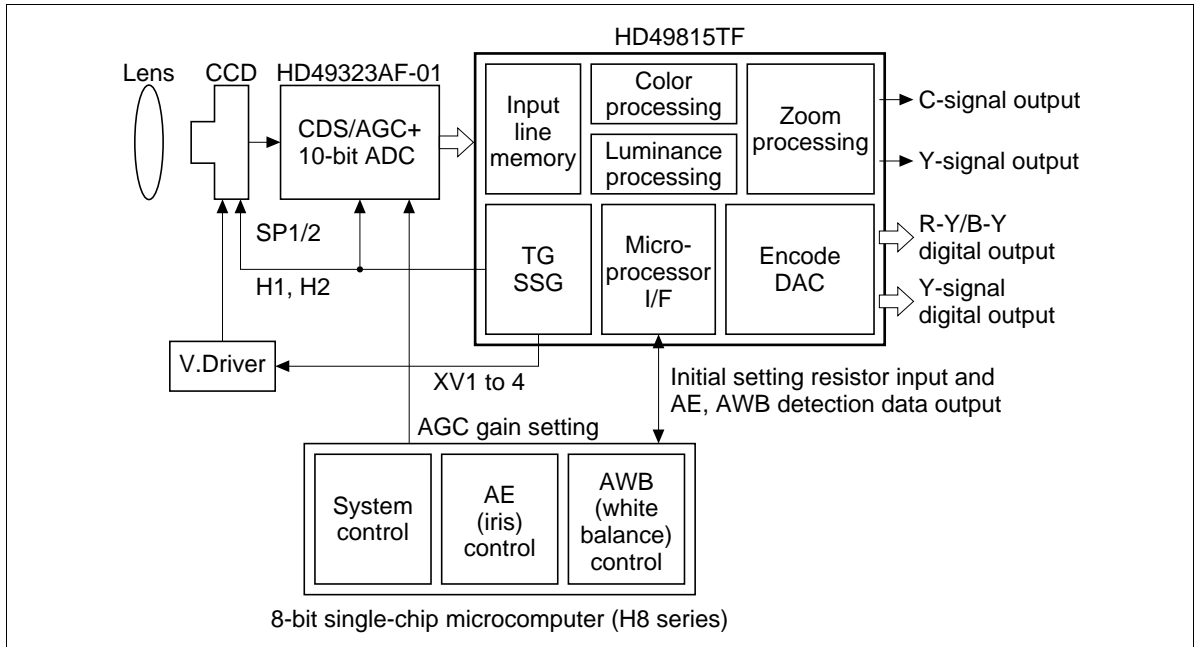 HD49815TF
Lens
CCD
HD49323AF-01
CDS/AGC+
10-bit ADC
Input
line
memory
Color
processing
Luminance
processing
Zoom
processing
C-signal output
Y-signal output
SP1/2
H1, H2
TG
SSG
Micro-
processor
I/F
Encode
DAC
R-Y/B-Y
digital output
Y-signal
digital output
V.Driver
XV1 to 4
Initial setting resistor input and
AE, AWB detection data output
AGC gain setting
System
control
AE
(iris)
control
AWB
(white
balance)
control
8-bit single-chip microcomputer (H8 series)